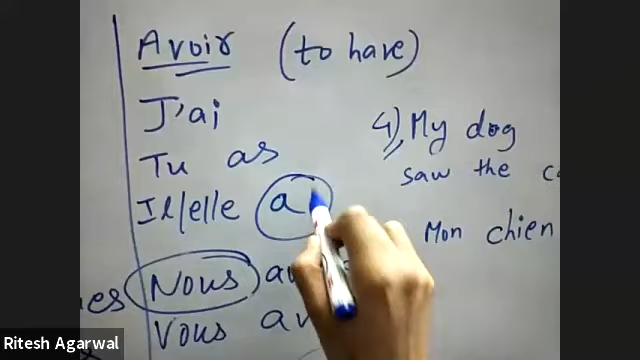 Avoir (to have)
J'ai
Tu as
Il/elle a
Nous
Vous
4), My dog
saw the
Mon chien
Ritesh Agarwal